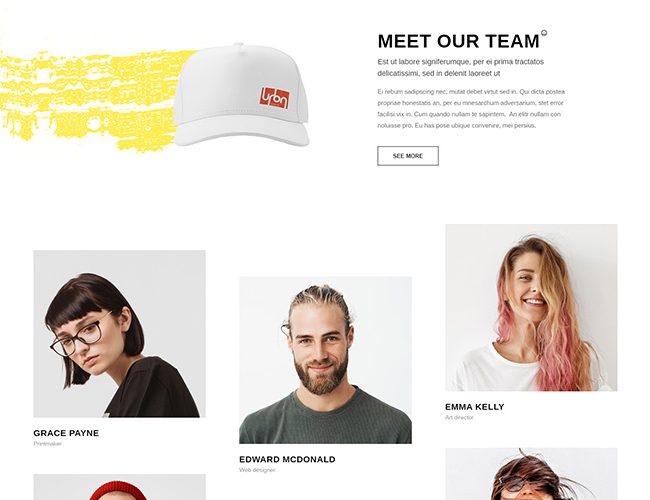 MEET OUR TEAM
Est ut labore signiferumque, per ei prima tractatos
delicatissimi, sed in delenit laoreet ut
Ei rebum sadipscing nec, mutat debet virtut sed in. Qui dicta postea
propriae honestatis an, per eu mnesarchum adversarium, stet error
facilisi vix in. Cum quando nullam te sapintem, An elitr nullam con
noluisse pro. Eu has pose ubique convenire, mei persius.
SEE MORE
urbn
GRACE PAYNE
Printmaker
EDWARD MCDONALD
Web designer
EMMA KELLY
Art director